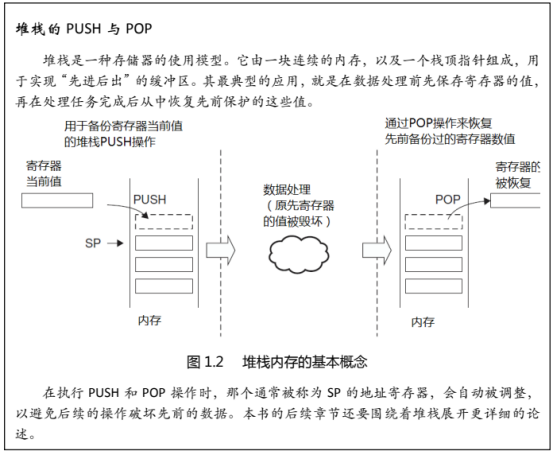 堆栈的 PUSH 与 POP
堆栈是一种存储器的使用模型。它由一块连续的内存，以及一个栈顶指针组成，用
于实现“先进后出”的缓冲区。其最典型的应用，就是在数据处理前先保存寄存器的值，
再在处理任务完成后从中恢复先前保护的这些值。
用于备份寄存器当前值
的堆栈PUSH操作
通过POP操作来恢复
先前备份过的寄存器数值
寄存器
当前值
寄存器的
被恢复
PUSH
数据处理
（原先寄存器
的值被毁坏）
POP
SP
内存
内存
图 1.2 堆栈内存的基本概念
在执行 PUSH 和 POP 操作时，那个通常被称为 SP 的地址寄存器，会自动被调整，
以避免后续的操作破坏先前的数据。本书的后续章节还要围绕着堆栈展开更详细的论
述。